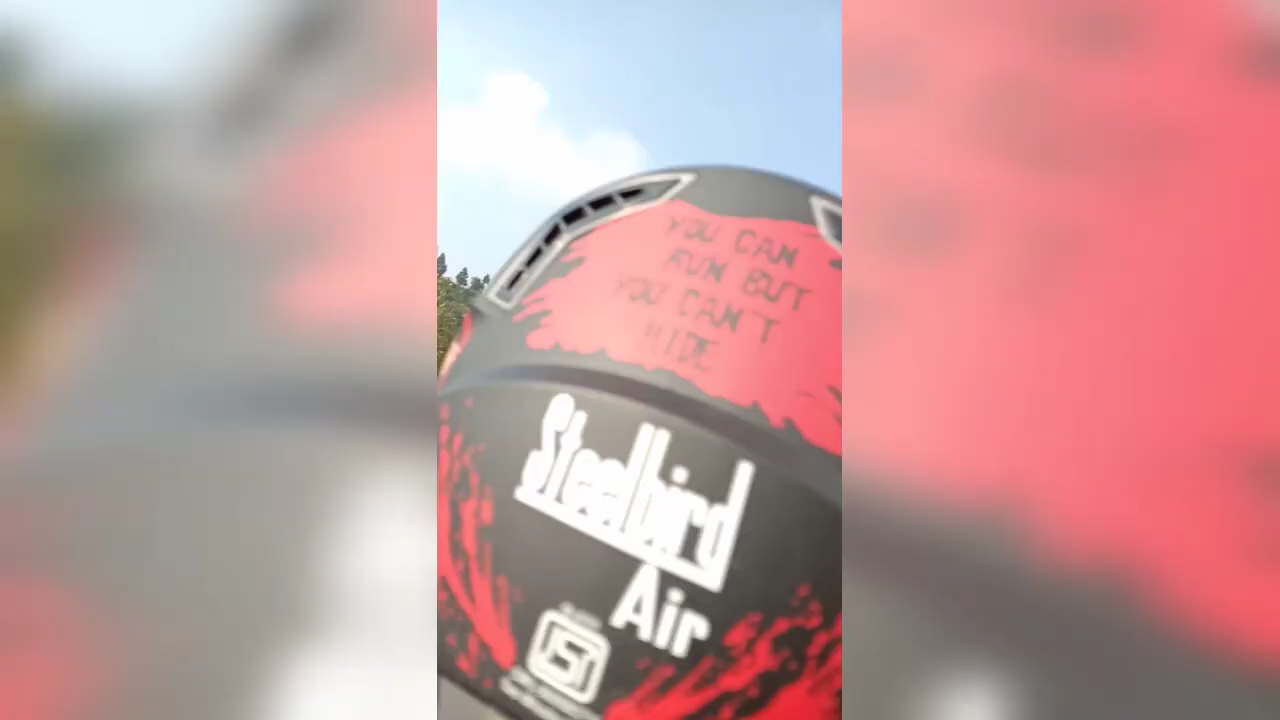 YOU CAN
RUN BUT
YOU CAN'T
HIDE
Steelbird
Air
ISI